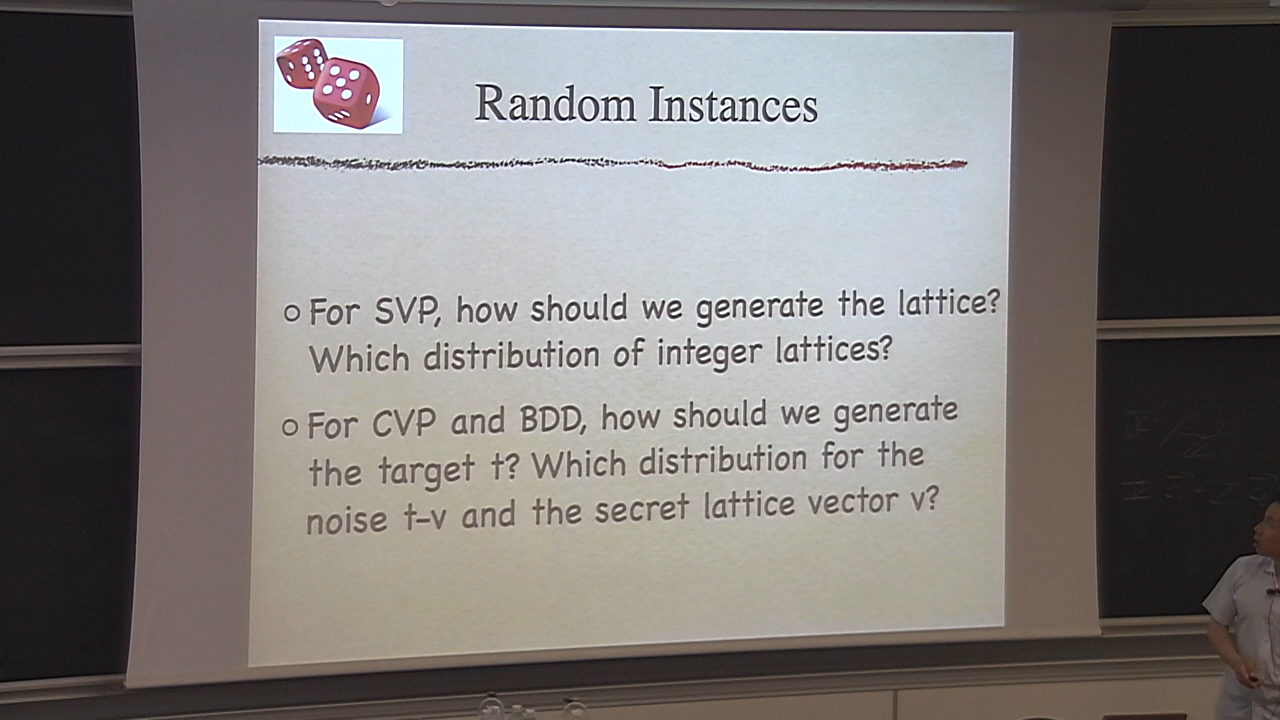 Random Instances
For SVP, how should we generate the lattice?
Which distribution of integer lattices?
For CVP and BDD, how should we generate
the target t? Which distribution for the
noise t-v and the secret lattice vector v?